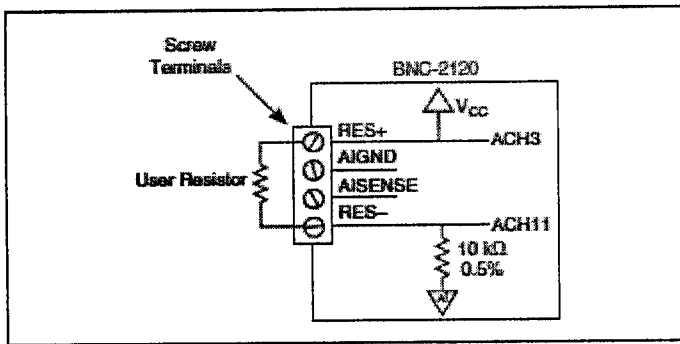 Screw
Terminals
BNC-2120
VCC
RES+
ACH3
AIGND
User Resistor
AISENSE
RES–
ACH11
10 kΩ
0.5%